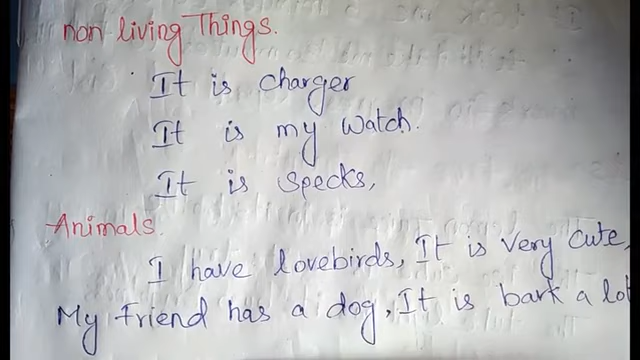 non living Things.
It is charger
It is my watch.
It is specks,
Animals.
I have lovebirds, It is very cute,
My Friend has a dog, It is bark a lot